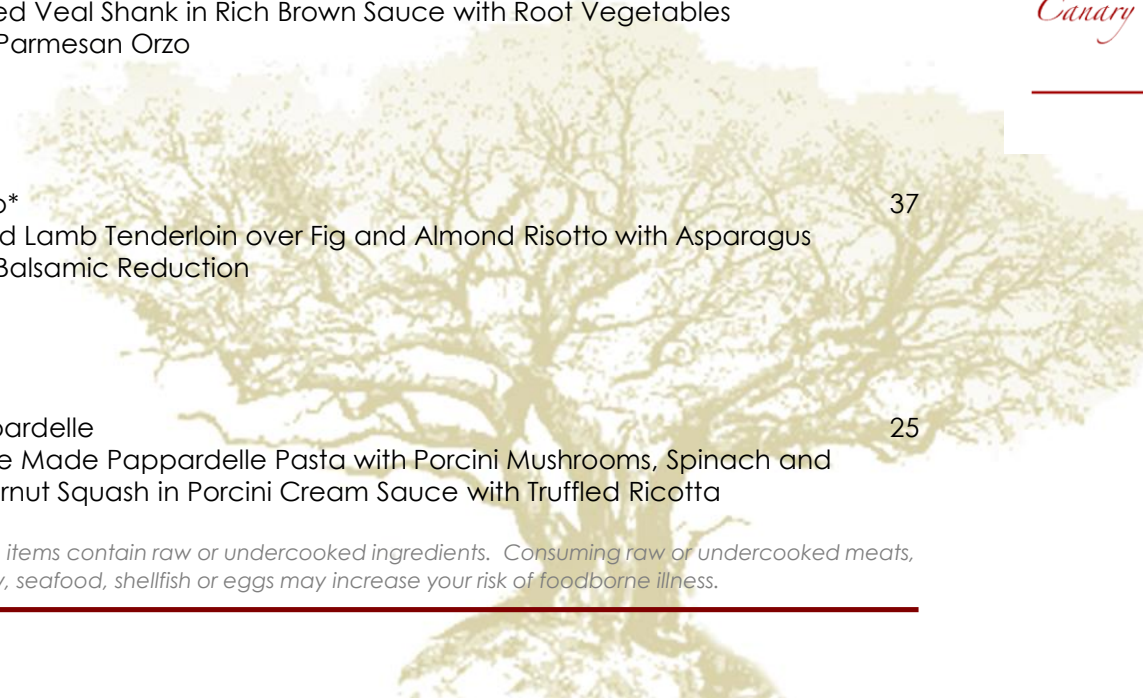 ed Veal Shank in Rich Brown Sauce with Root Vegetables
Parmesan Orzo
Canary
o* 37
d Lamb Tenderloin over Fig and Almond Risotto with Asparagus
Balsamic Reduction
pardelle 25
e Made Pappardelle Pasta with Porcini Mushrooms, Spinach and
rnut Squash in Porcini Cream Sauce with Truffled Ricotta
items contain raw or undercooked ingredients. Consuming raw or undercooked meats,
y, seafood, shellfish or eggs may increase your risk of foodborne illness.